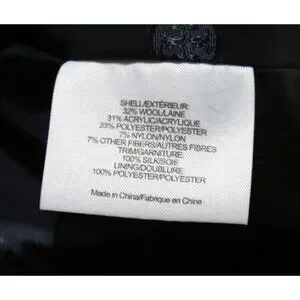 SHELL/EXTÉRIEUR:
32% WOOL/LAINE
31% ACRYLIC/ACRYLIQUE
23% POLYESTER/POLYESTER
7% NYLON/NYLON
7% OTHER FIBERS/AUTRES FIBRES
TRIM/GARNITURE:
100% SILK/SOIE
LINING/DOUBLURE:
100% POLYESTER/POLYESTER
Made in China/Fabrique en Chine